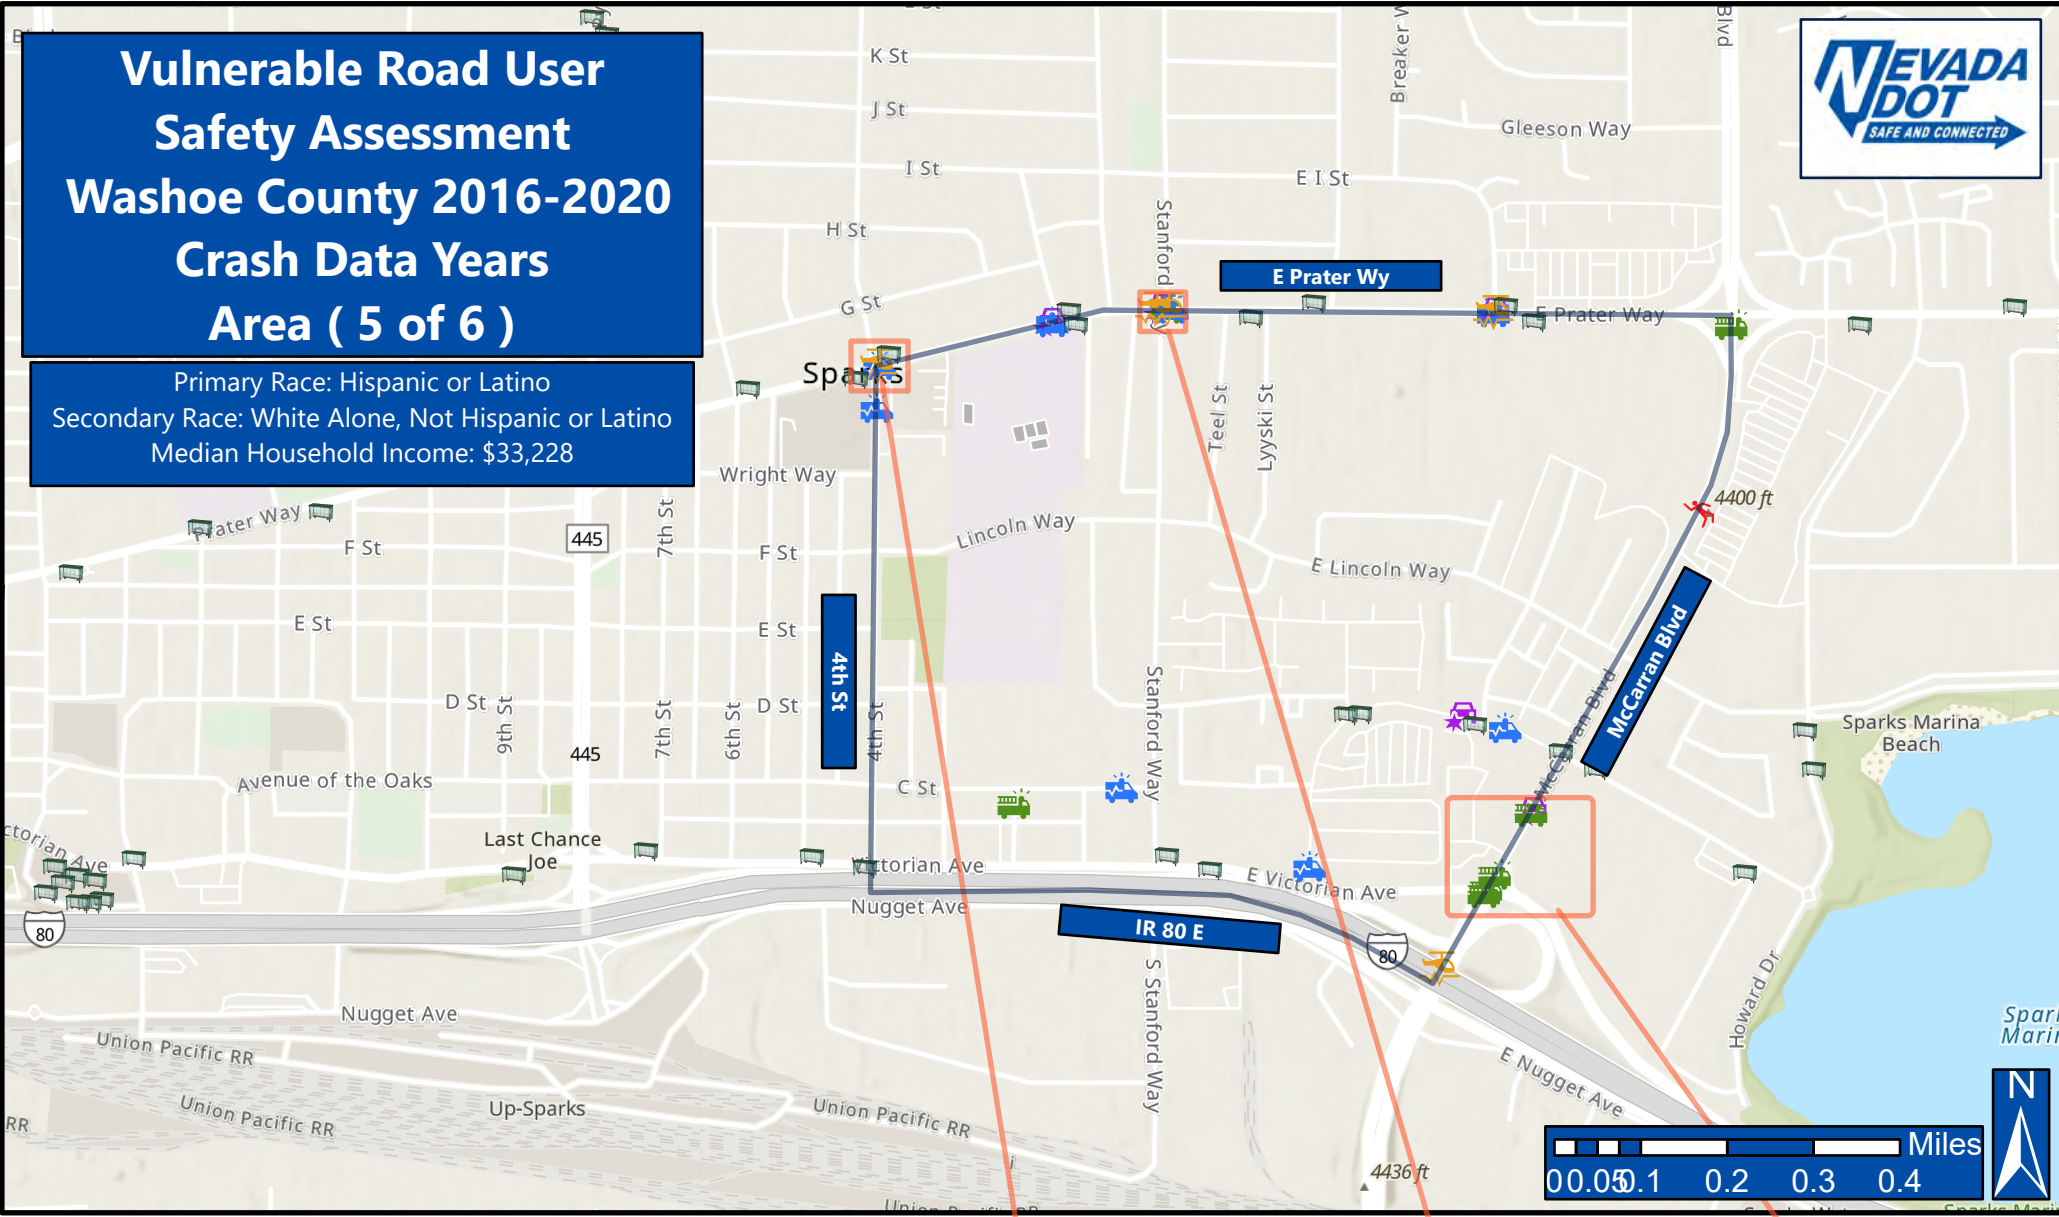 Vulnerable Road User
Safety Assessment
Washoe County 2016-2020
Crash Data Years
Area ( 5 of 6 )
Primary Race: Hispanic or Latino
Secondary Race: White Alone, Not Hispanic or Latino
Median Household Income: $33,228
NEVADA
DOT
SAFE AND CONNECTED
K St
J St
I St
E I St
H St
G St
Breaker W
Blvd
Gleeson Way
Stanford
E Prater Wy
E Prater Way
Sparks
Wright Way
Teel St
Lyyski St
4400 ft
Prater Way
F St
445
7th St
F St
Lincoln Way
E Lincoln Way
E St
E St
4th St
McCarran Blvd
McCarran Blvd
D St
9th St
7th St
6th St
D St
4th St
Stanford Way
445
Sparks Marina
Beach
Avenue of the Oaks
C St
ctorian Ave
Last Chance
Joe
Victorian Ave
E Victorian Ave
Nugget Ave
IR 80 E
80
80
S Stanford Way
Howard Dr
Nugget Ave
Union Pacific RR
E Nugget Ave
Union Pacific RR
Up-Sparks
Union Pacific RR
RR
4436 ft
N
Miles
0 0.05 0.1 0.2 0.3 0.4